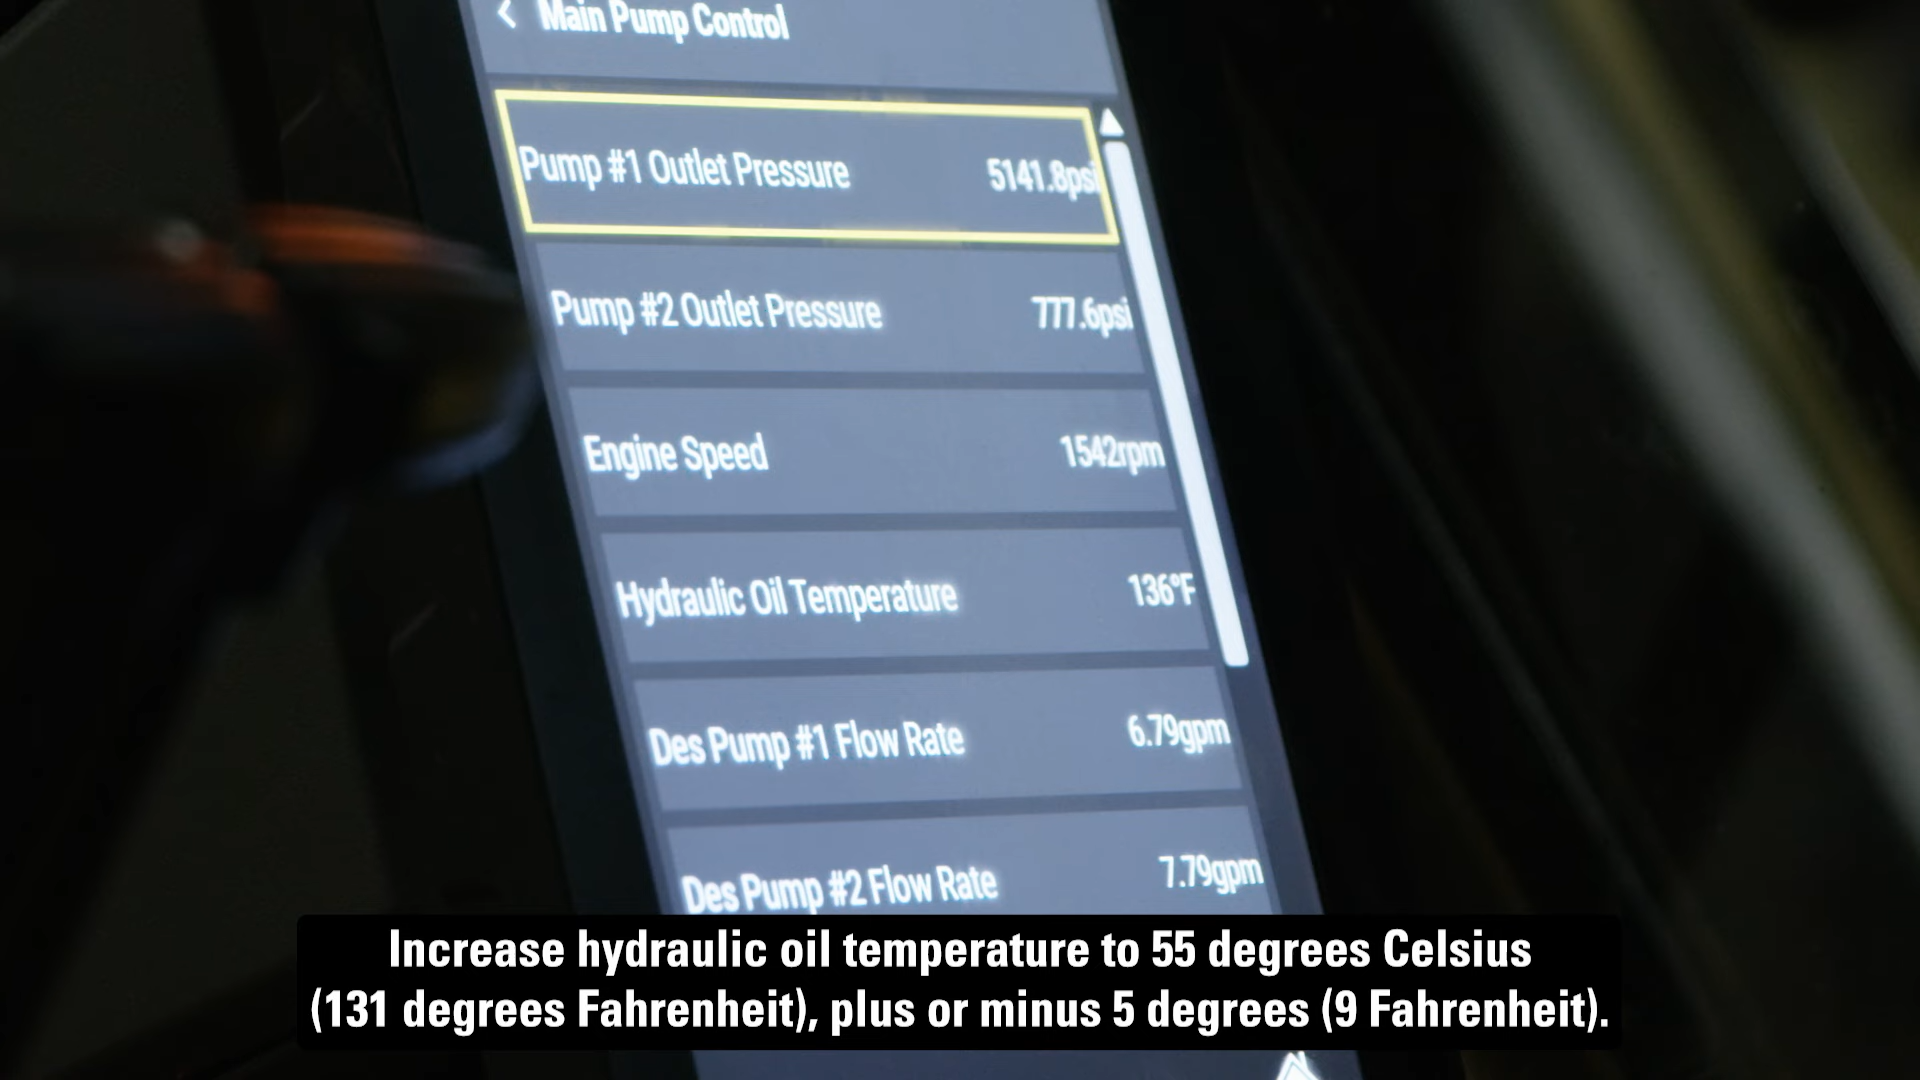 Main Pump Control
Pump #1 Outlet Pressure 5141.8psi
Pump #2 Outlet Pressure 777.6psi
Engine Speed 1542rpm
Hydraulic Oil Temperature 136°F
Des Pump #1 Flow Rate 6.79gpm
Des Pump #2 Flow Rate 7.79gpm
Increase hydraulic oil temperature to 55 degrees Celsius
(131 degrees Fahrenheit), plus or minus 5 degrees (9 Fahrenheit).